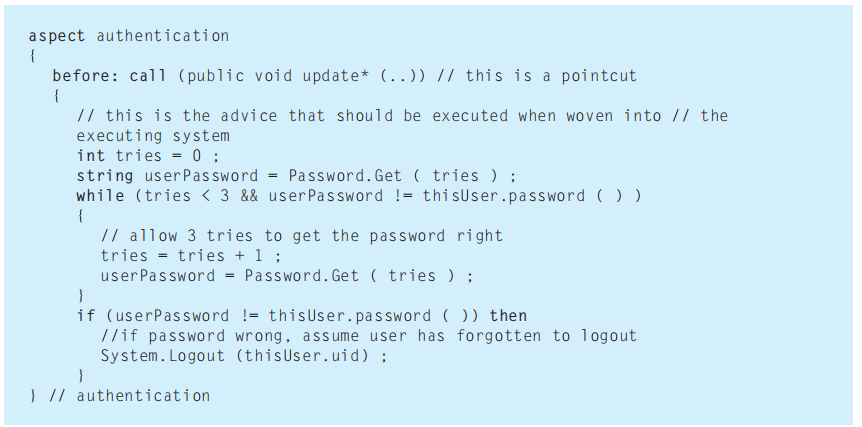 aspect authentication
{
before: call (public void update* (..)) // this is a pointcut
{
// this is the advice that should be executed when woven into // the
executing system
int tries = 0 ;
string userPassword = Password.Get ( tries ) ;
while (tries < 3 && userPassword != thisUser.password ( ) )
{
// allow 3 tries to get the password right
tries = tries + 1 ;
userPassword = Password.Get ( tries ) ;
}
if (userPassword != thisUser.password ( )) then
//if password wrong, assume user has forgotten to logout
System.Logout (thisUser.uid) ;
}
} // authentication